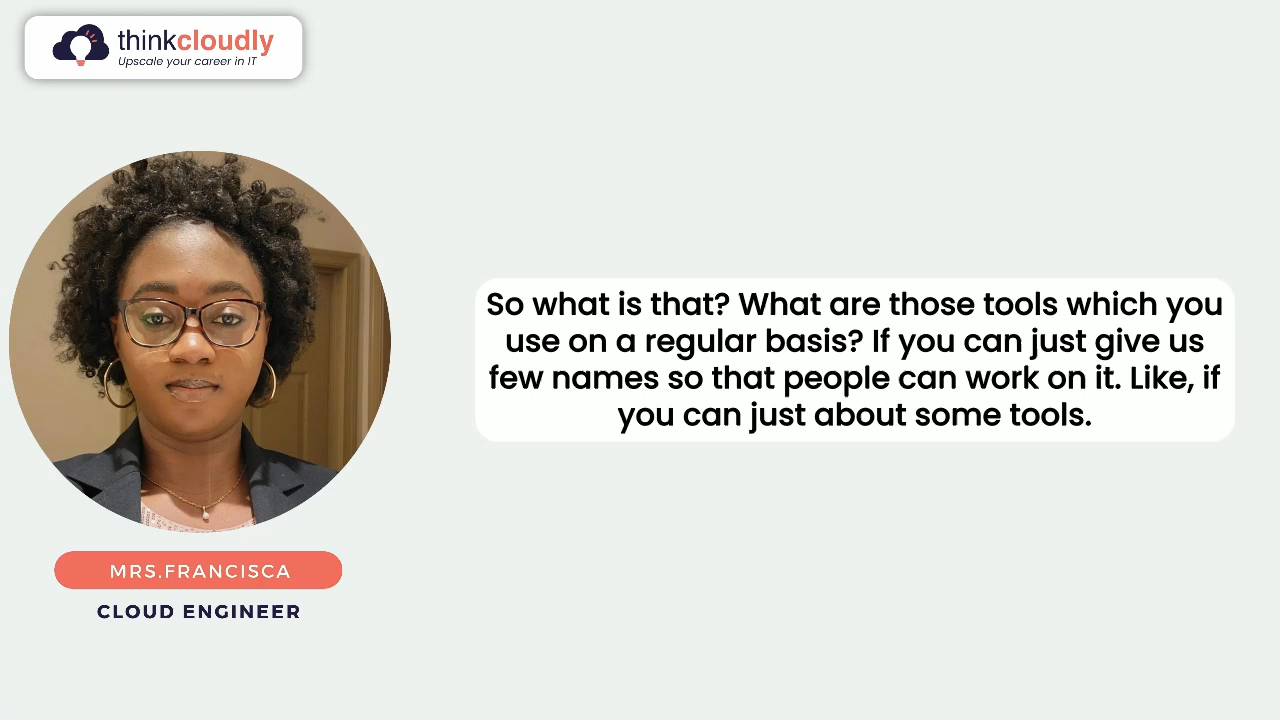 thinkcloudly
Upscale your career in IT
So what is that? What are those tools which you
use on a regular basis? If you can just give us
few names so that people can work on it. Like, if
you can just about some tools.
MRS.FRANCISCA
CLOUD ENGINEER